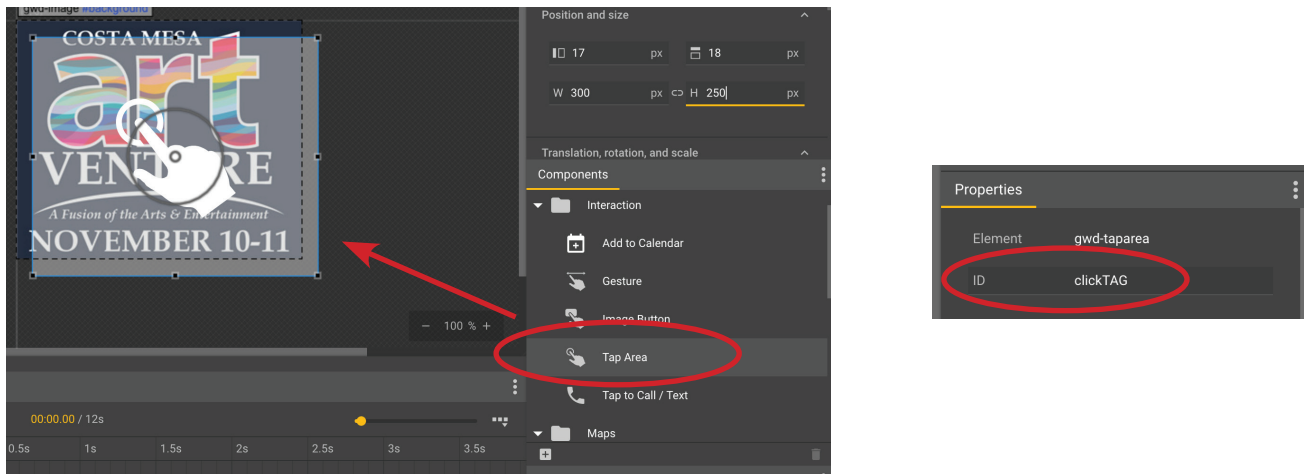 gwd-image #background
COSTA MESA
art
VENTURE
A Fusion of the Arts & Entertainment
NOVEMBER 10-11
− 100 % +
00:00.00 / 12s
0.5s 1s 1.5s 2s 2.5s 3s 3.5s
Position and size
17 px 18 px
W 300 px H 250 px
Translation, rotation, and scale
Components
Interaction
Add to Calendar
Gesture
Image Button
Tap Area
Tap to Call / Text
Maps
Properties
Element gwd-taparea
ID clickTAG